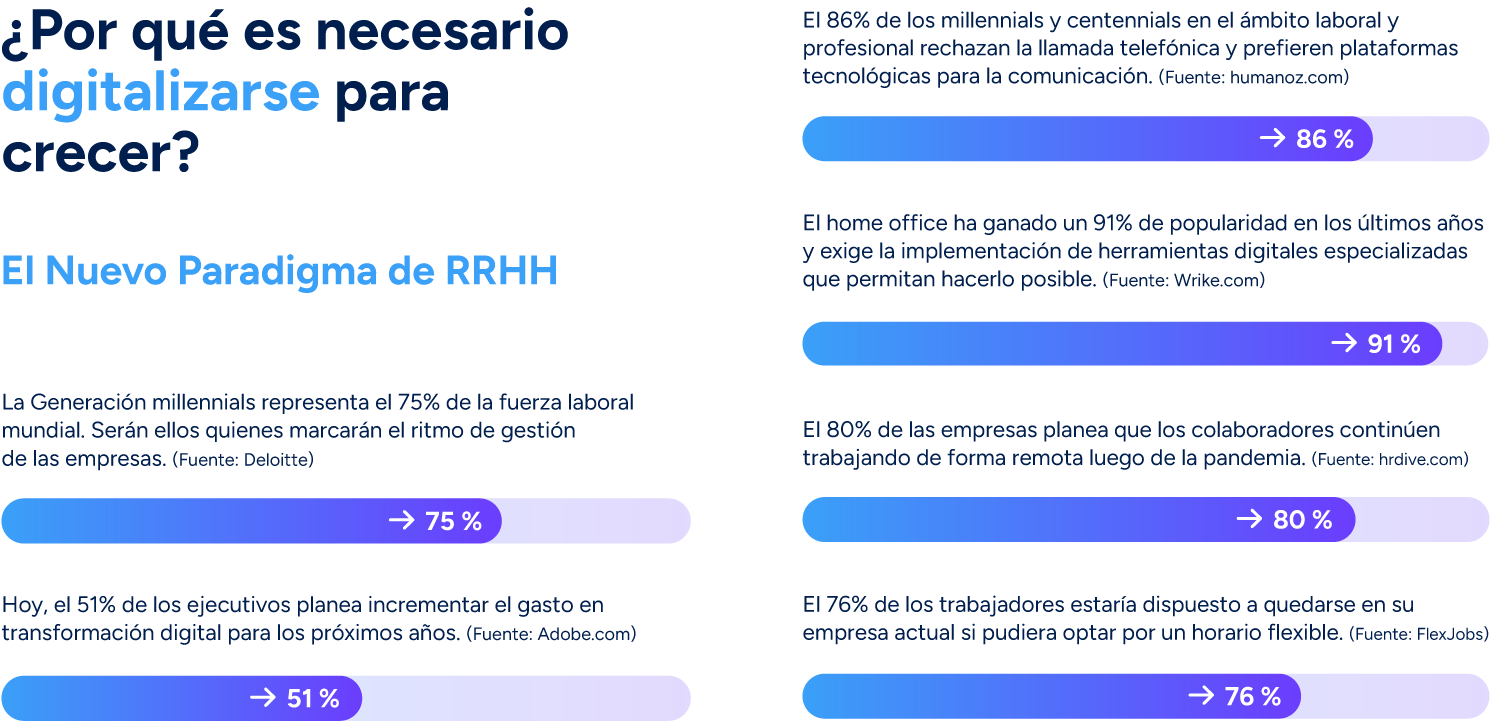 ¿Por qué es necesario
digitalizarse para
crecer?
El Nuevo Paradigma de RRHH
La Generación millennials representa el 75% de la fuerza laboral
mundial. Serán ellos quienes marcarán el ritmo de gestión
de las empresas. (Fuente: Deloitte)
→ 75 %
Hoy, el 51% de los ejecutivos planea incrementar el gasto en
transformación digital para los próximos años. (Fuente: Adobe.com)
→ 51 %
El 86% de los millennials y centennials en el ámbito laboral y
profesional rechazan la llamada telefónica y prefieren plataformas
tecnológicas para la comunicación. (Fuente: humanoz.com)
→ 86 %
El home office ha ganado un 91% de popularidad en los últimos años
y exige la implementación de herramientas digitales especializadas
que permitan hacerlo posible. (Fuente: Wrike.com)
→ 91 %
El 80% de las empresas planea que los colaboradores continúen
trabajando de forma remota luego de la pandemia. (Fuente: hrdive.com)
→ 80 %
El 76% de los trabajadores estaría dispuesto a quedarse en su
empresa actual si pudiera optar por un horario flexible. (Fuente: FlexJobs)
→ 76 %